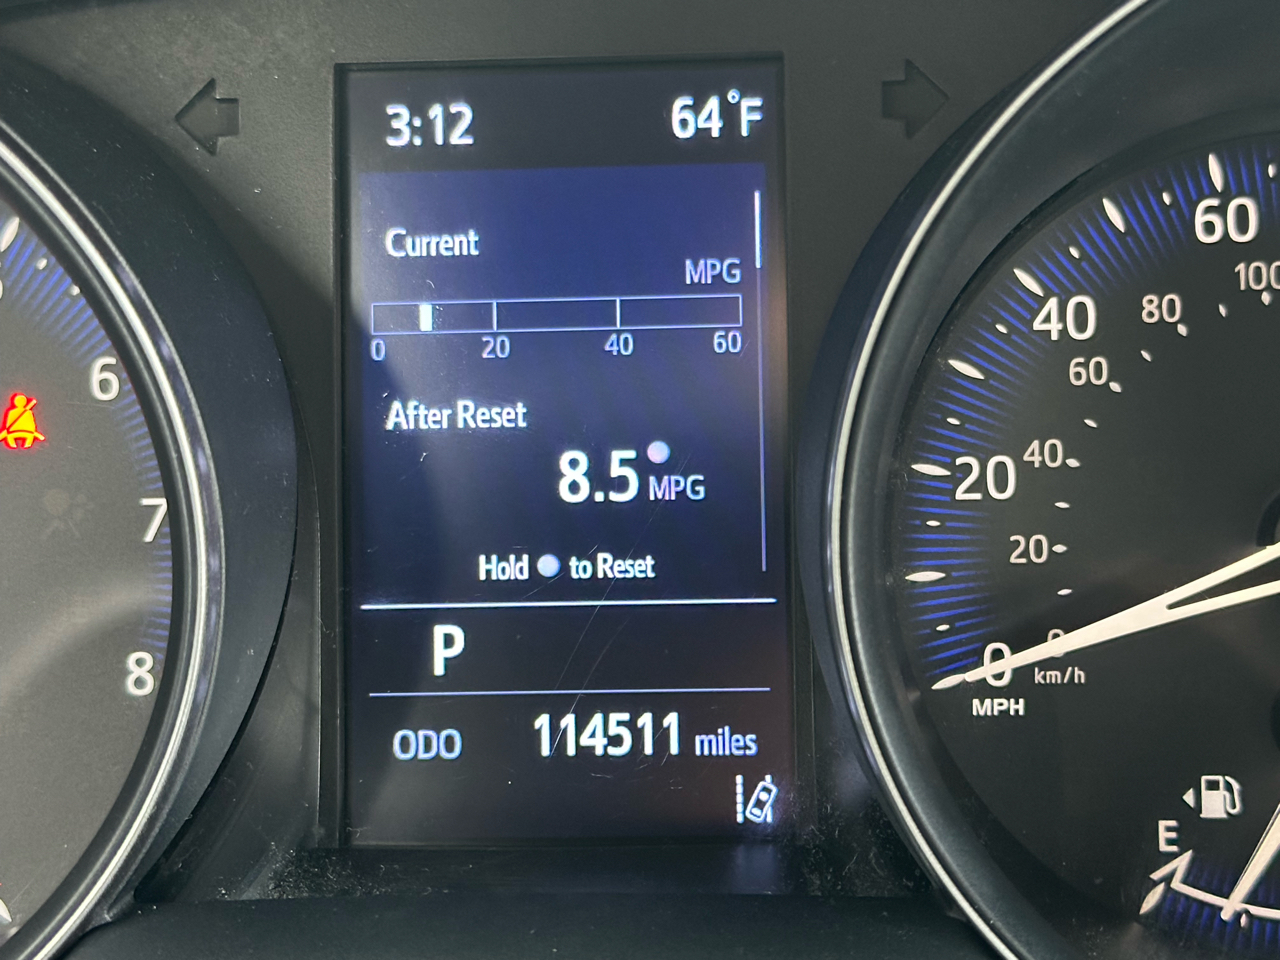 3:12 64°F
Current
MPG
0 20 40 60
After Reset
8.5 MPG
Hold to Reset
P
ODO 114511 miles
6
7
8
60
100
40 80
60
20 40
20
0 0
km/h
MPH
E